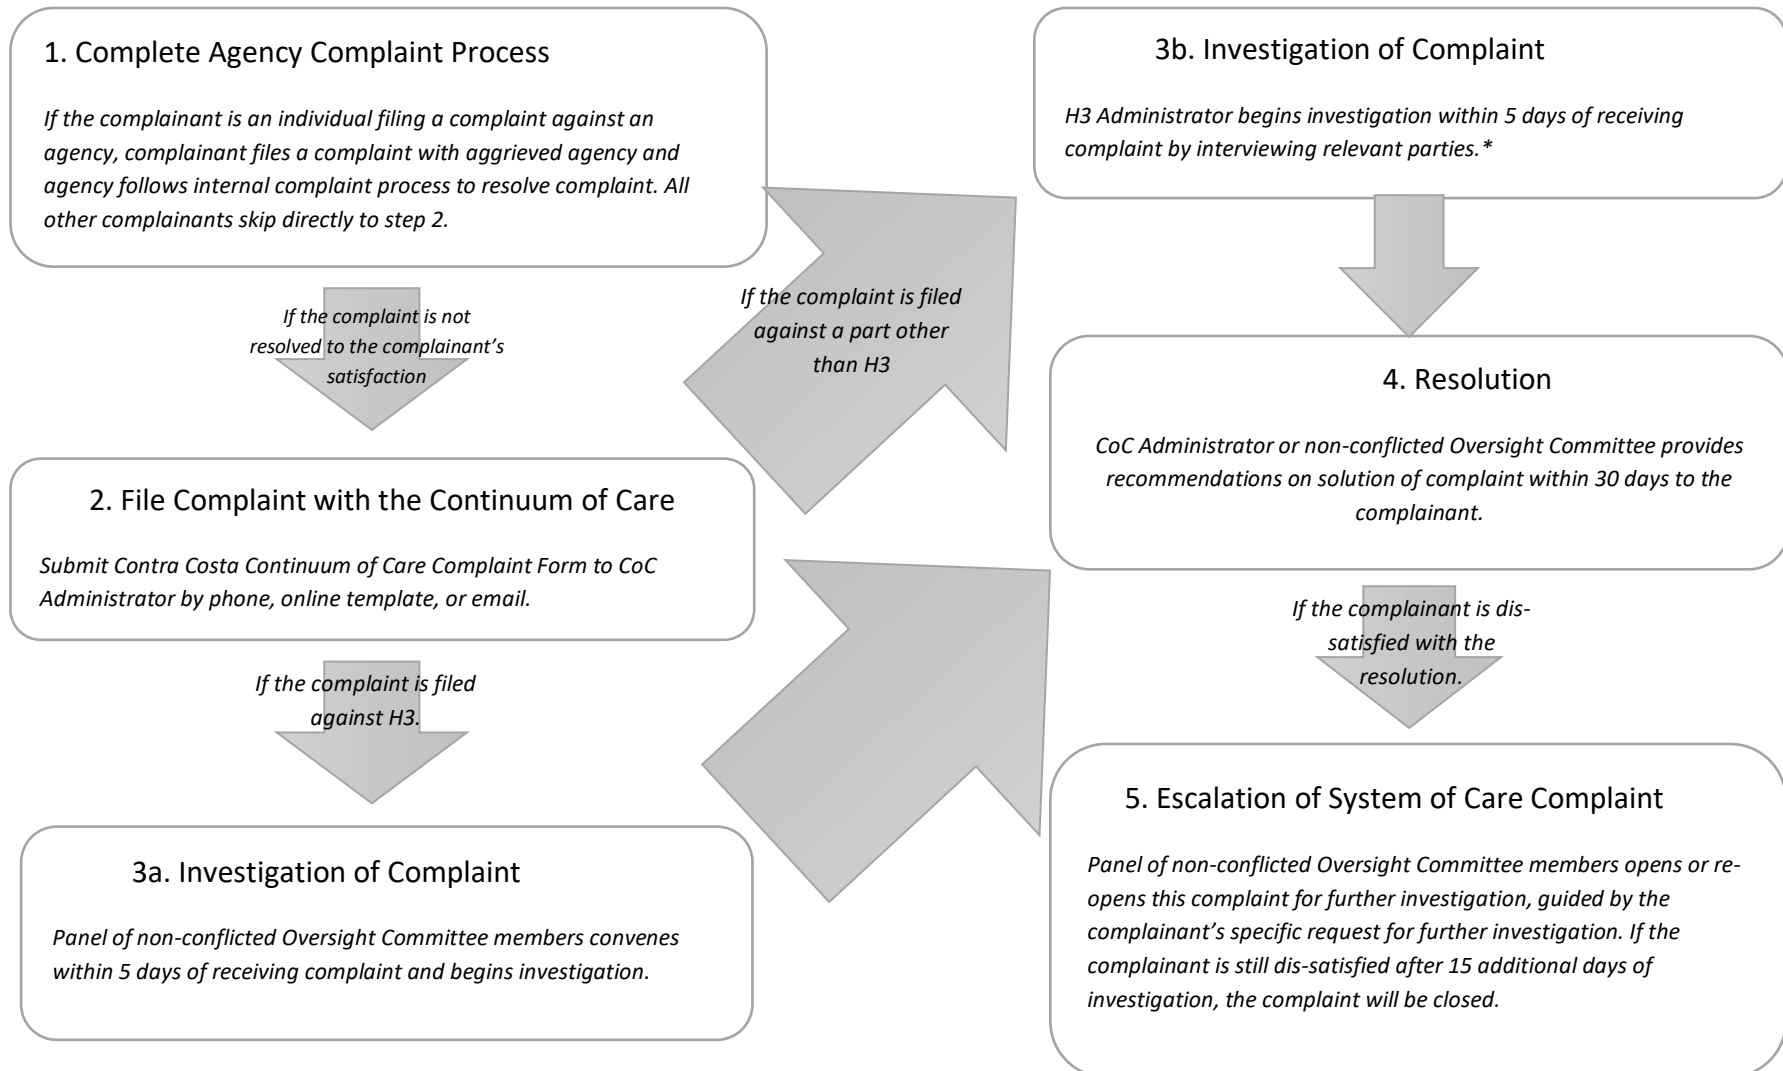 1. Complete Agency Complaint Process
If the complainant is an individual filing a complaint against an
agency, complainant files a complaint with aggrieved agency and
agency follows internal complaint process to resolve complaint. All
other complainants skip directly to step 2.
If the complaint is not
resolved to the complainant’s
satisfaction
2. File Complaint with the Continuum of Care
Submit Contra Costa Continuum of Care Complaint Form to CoC
Administrator by phone, online template, or email.
If the complaint is filed
against H3.
3a. Investigation of Complaint
Panel of non-conflicted Oversight Committee members convenes
within 5 days of receiving complaint and begins investigation.
If the complaint is filed
against a part other
than H3
3b. Investigation of Complaint
H3 Administrator begins investigation within 5 days of receiving
complaint by interviewing relevant parties.*
4. Resolution
CoC Administrator or non-conflicted Oversight Committee provides
recommendations on solution of complaint within 30 days to the
complainant.
If the complainant is dis-
satisfied with the
resolution.
5. Escalation of System of Care Complaint
Panel of non-conflicted Oversight Committee members opens or re-
opens this complaint for further investigation, guided by the
complainant’s specific request for further investigation. If the
complainant is still dis-satisfied after 15 additional days of
investigation, the complaint will be closed.